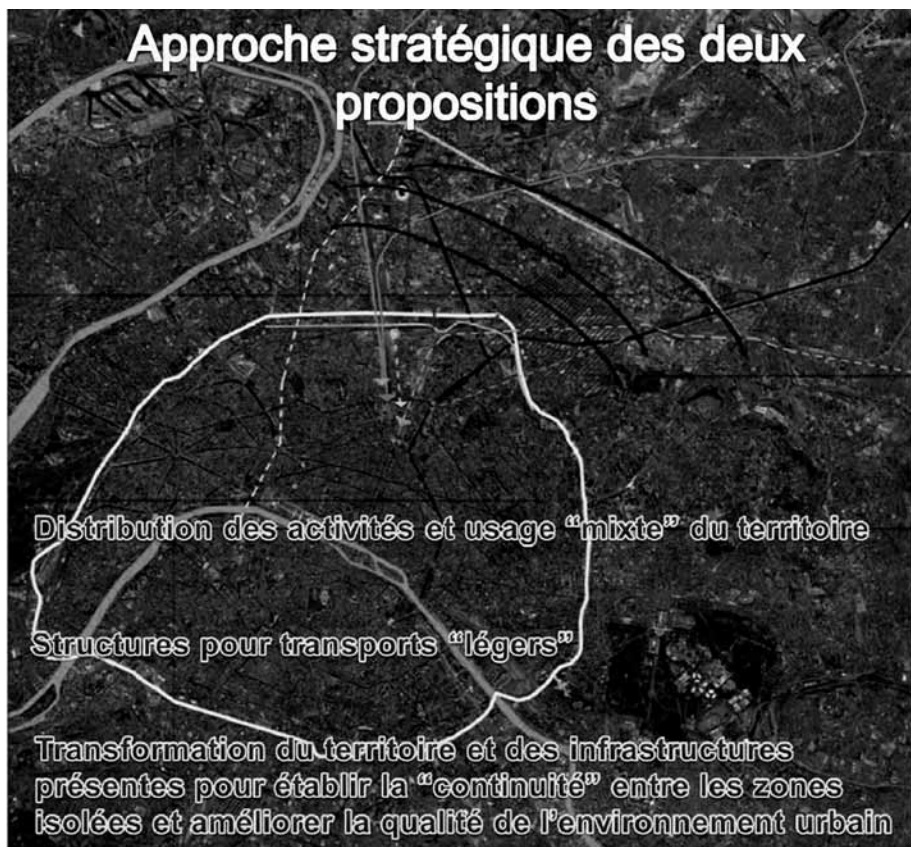 Approche stratégique des deux
propositions
Distribution des activités et usage “mixte” du territoire
Structures pour transports “légers”
Transformation du territoire et des infrastructures
présentes pour établir la “continuité” entre les zones
isolées et améliorer la qualité de l’environnement urbain